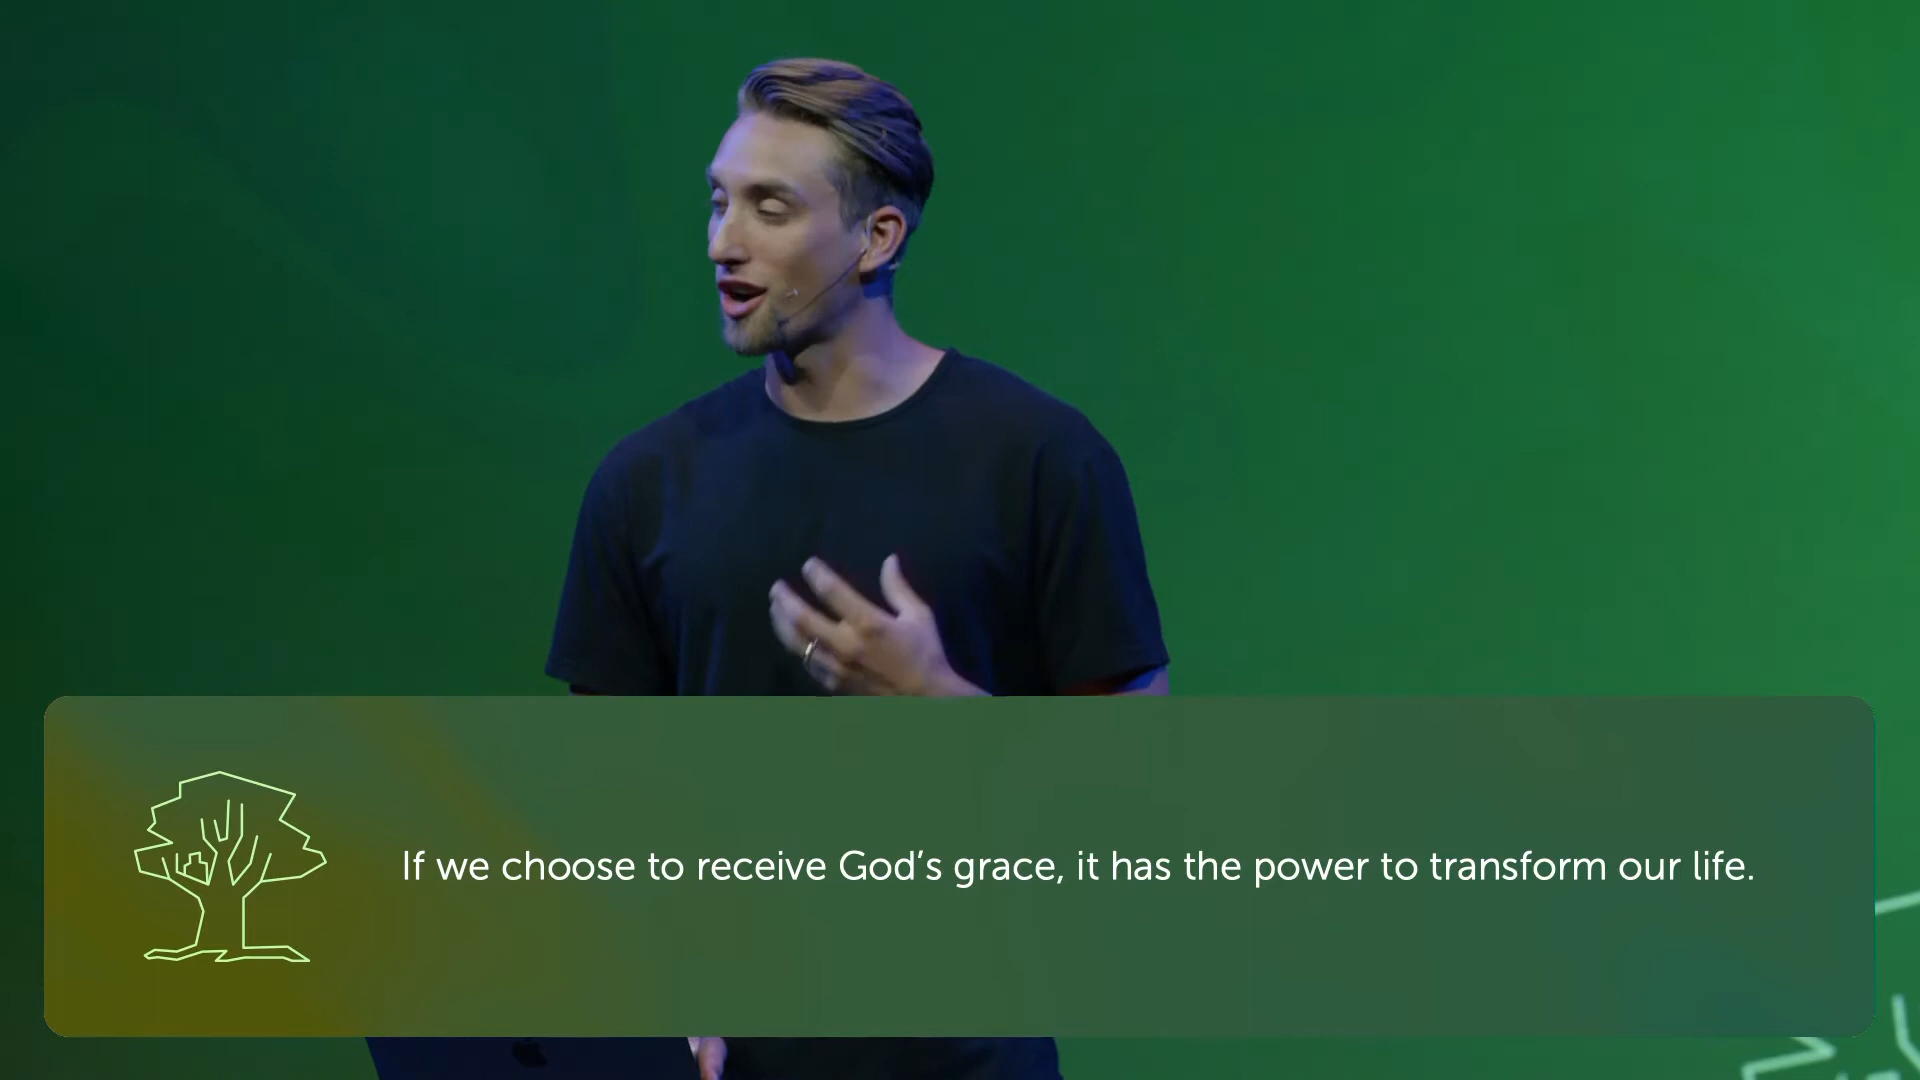 If we choose to receive God's grace, it has the power to transform our life.